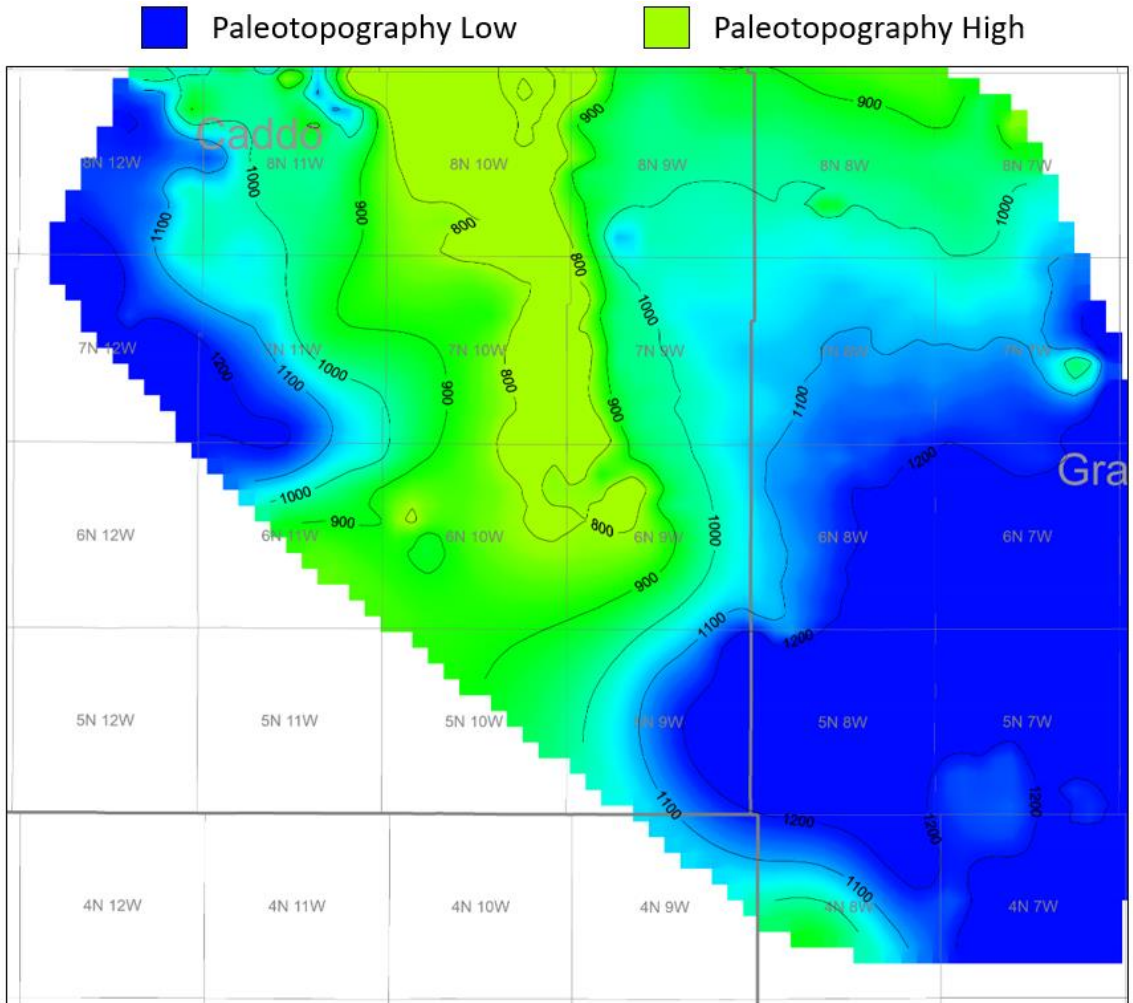 Paleotopography Low
Paleotopography High
900
900
Caddo
8N 12W
8N 11W
8N 10W
8N 9W
8N 8W
8N 7W
1000
900
1000
1100
800
800
1000
7N 12W
7N 11W
7N 10W
7N 9W
7N 8W
7N 7W
1200
1100
1000
900
800
900
1100
1200
Gra
1000
900
800
1000
6N 12W
6N 11W
6N 10W
6N 9W
6N 8W
6N 7W
900
1100
1200
5N 12W
5N 11W
5N 10W
5N 9W
5N 8W
5N 7W
1100
1200
1200
1200
1100
4N 12W
4N 11W
4N 10W
4N 9W
4N 8W
4N 7W